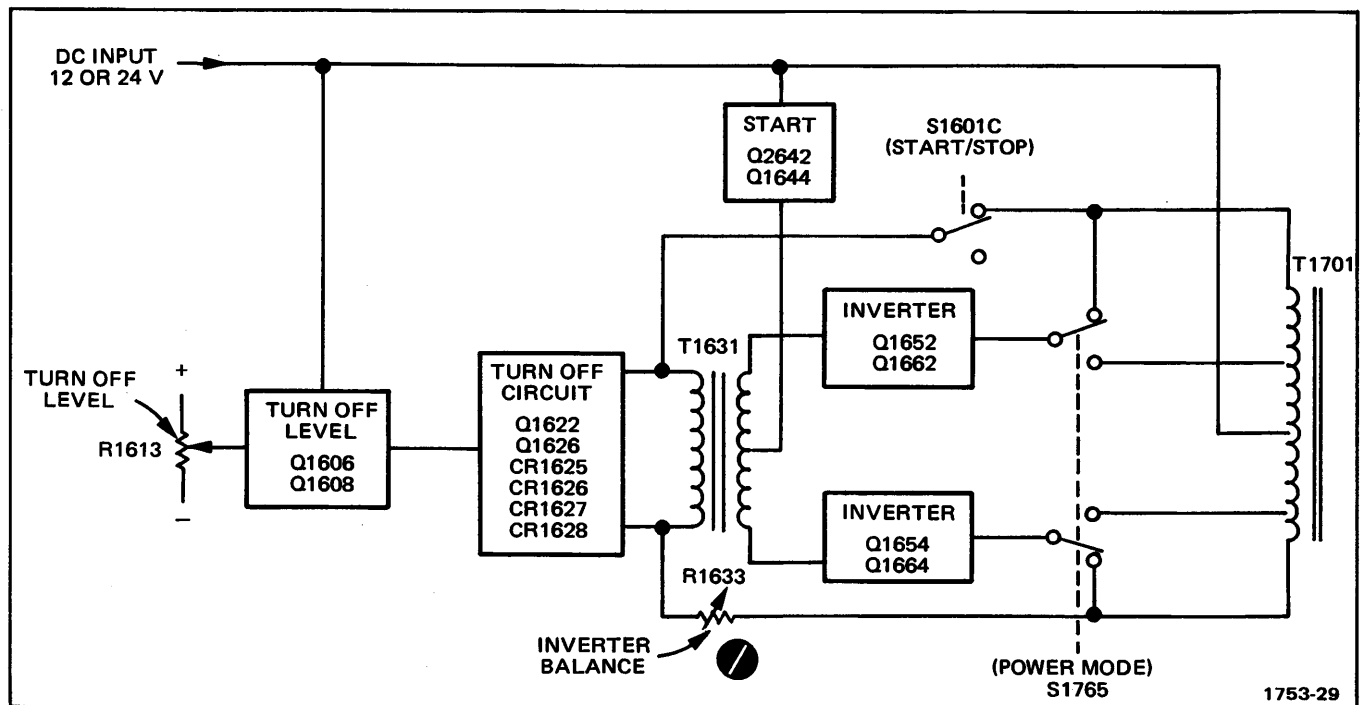 DC INPUT
12 OR 24 V
START
Q2642
Q1644
S1601C
(START/STOP)
T1701
INVERTER
Q1652
Q1662
T1631
TURN OFF
CIRCUIT
Q1622
Q1626
CR1625
CR1626
CR1627
CR1628
TURN OFF
LEVEL
+
R1613
−
TURN OFF
LEVEL
Q1606
Q1608
INVERTER
Q1654
Q1664
R1633
INVERTER
BALANCE
(POWER MODE)
S1765
1753-29